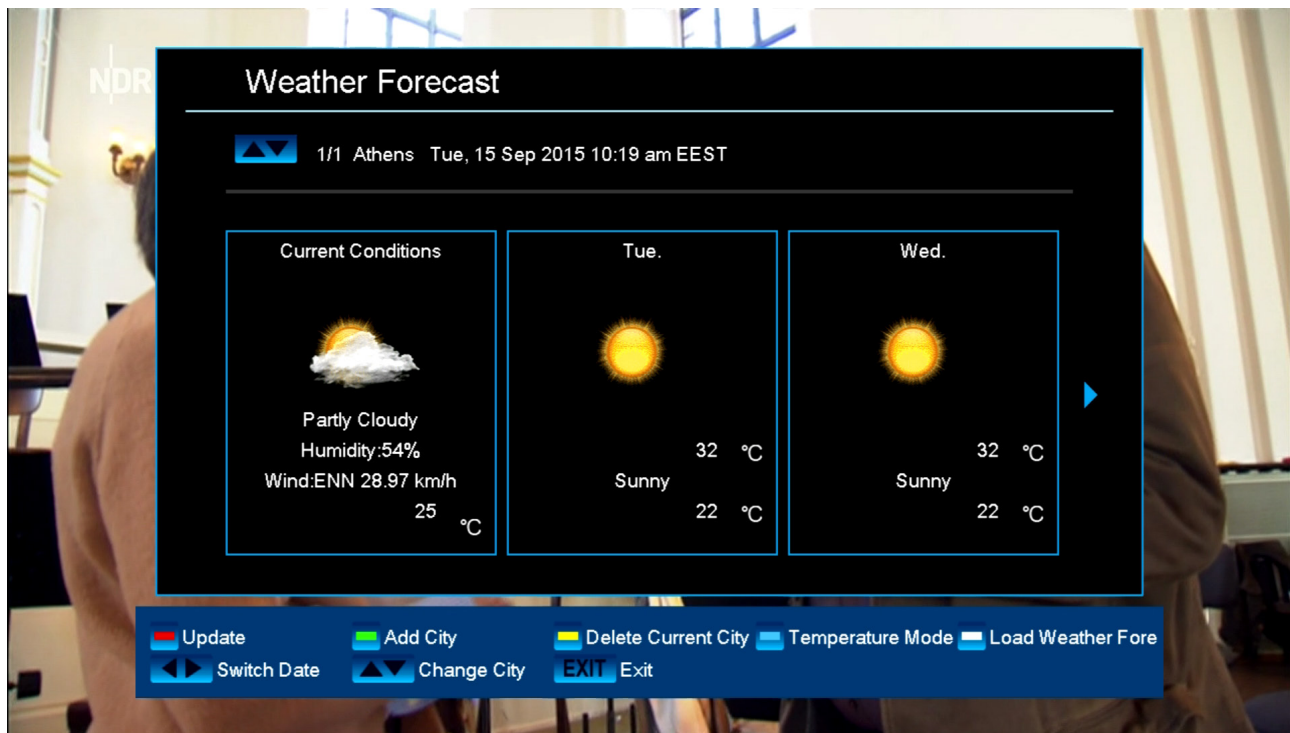 NDR
Weather Forecast
1/1 Athens Tue, 15 Sep 2015 10:19 am EEST
Current Conditions
Partly Cloudy
Humidity:54%
Wind:ENN 28.97 km/h
25 °C
Tue.
32 °C
Sunny
22 °C
Wed.
32 °C
Sunny
22 °C
Update Add City Delete Current City Temperature Mode Load Weather Fore
Switch Date Change City EXIT Exit